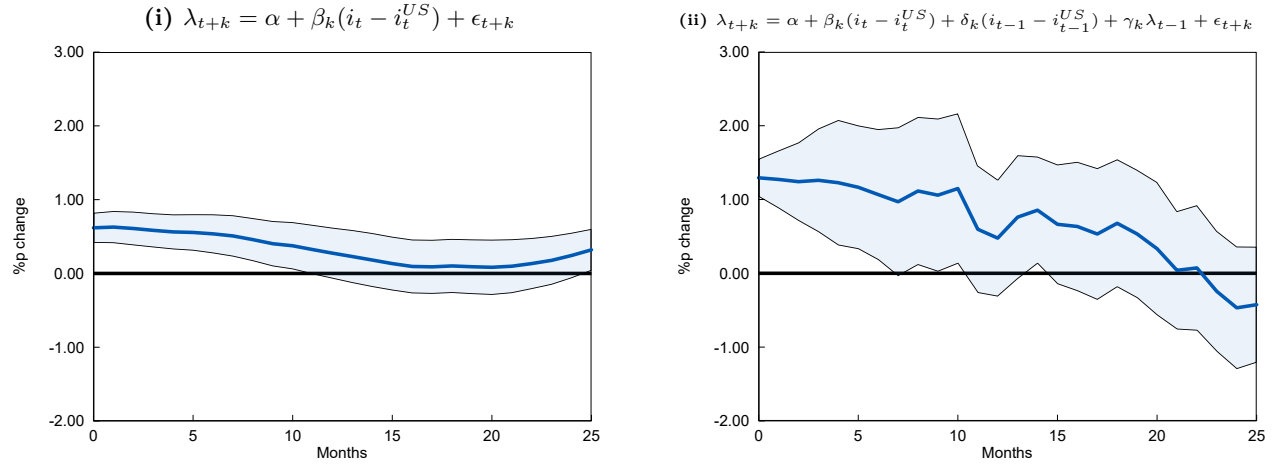 (i) λ_{t+k} = α + β_k(i_t − i_t^{US}) + ϵ_{t+k}
3.00
2.00
1.00
0.00
-1.00
-2.00
%p change
0 5 10 15 20 25
Months
(ii) λ_{t+k} = α + β_k(i_t − i_t^{US}) + δ_k(i_{t−1} − i_{t−1}^{US}) + γ_kλ_{t−1} + ϵ_{t+k}
3.00
2.00
1.00
0.00
-1.00
-2.00
%p change
0 5 10 15 20 25
Months